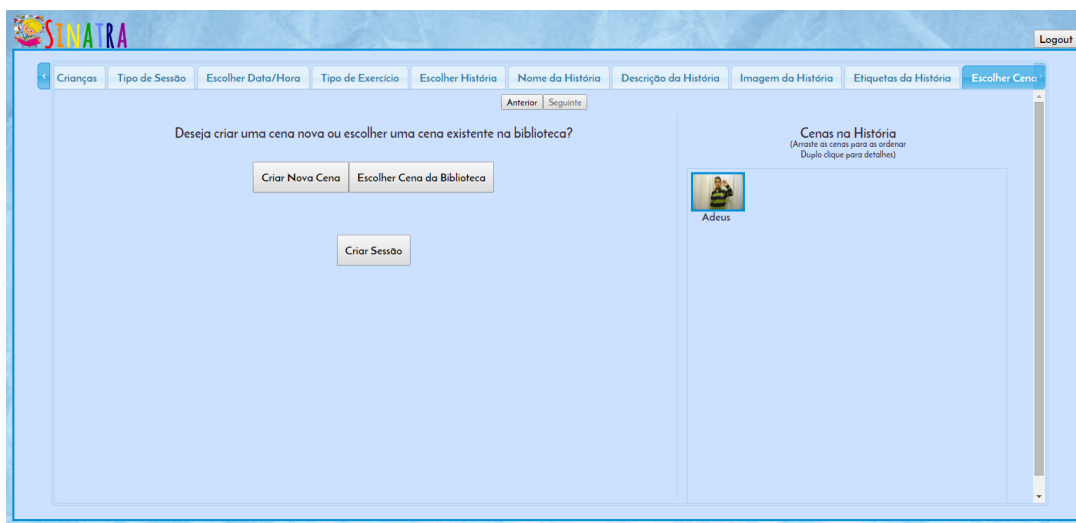 SINATRA
Logout
Crianças
Tipo de Sessão
Escolher Data/Hora
Tipo de Exercício
Escolher História
Nome da História
Descrição da História
Imagem da História
Etiquetas da História
Escolher Cena
Anterior
Seguinte
Deseja criar uma cena nova ou escolher uma cena existente na biblioteca?
Criar Nova Cena
Escolher Cena da Biblioteca
Criar Sessão
Cenas na História
(Arraste as cenas para as ordenar
Duplo clique para detalhes)
Adeus